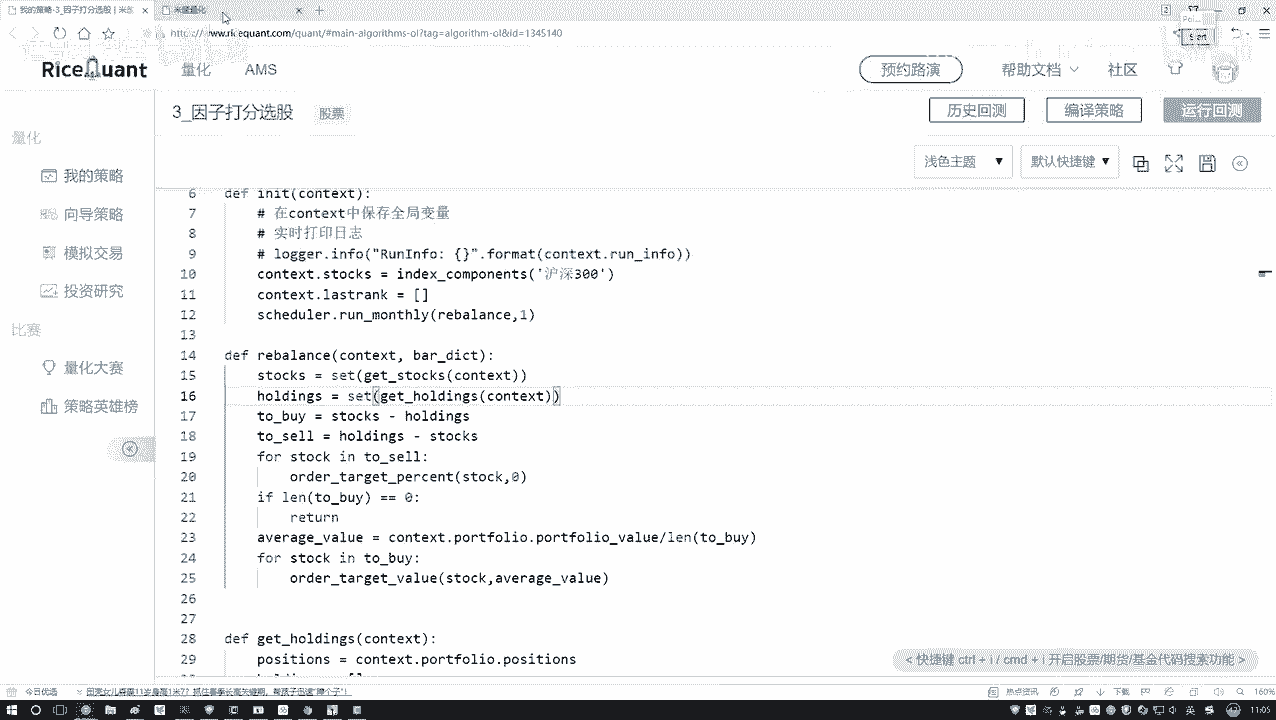 我的策略-3_因子打分选股 | 米筐
米筐量化
www.ricequant.com/quant/#main-algorithms-ol?tag=algorithm-ol&id=1345140
RiceQuant
量化
AMS
预约路演
帮助文档
社区
3_因子打分选股
股票
历史回测
编译策略
运行回测
浅色主题 ▼
默认快捷键 ▼
量化
我的策略
向导策略
模拟交易
投资研究
比赛
量化大赛
策略英雄榜
6 def init(context):
7 # 在context中保存全局变量
8 # 实时打印日志
9 # logger.info("RunInfo: {}".format(context.run_info))
10 context.stocks = index_components('沪深300')
11 context.lastrank = []
12 scheduler.run_monthly(rebalance,1)
13
14 def rebalance(context, bar_dict):
15 stocks = set(get_stocks(context))
16 holdings = set(get_holdings(context))
17 to_buy = stocks - holdings
18 to_sell = holdings - stocks
19 for stock in to_sell:
20 order_target_percent(stock,0)
21 if len(to_buy) == 0:
22 return
23 average_value = context.portfolio.portfolio_value/len(to_buy)
24 for stock in to_buy:
25 order_target_value(stock,average_value)
26
27
28 def get_holdings(context):
29 positions = context.portfolio.positions
< 快捷键 ctrl + i / cmd + i 开启股票/期货/基金代码搜索功能 >
今日优选
热点资讯
下载
160%
英
11:05